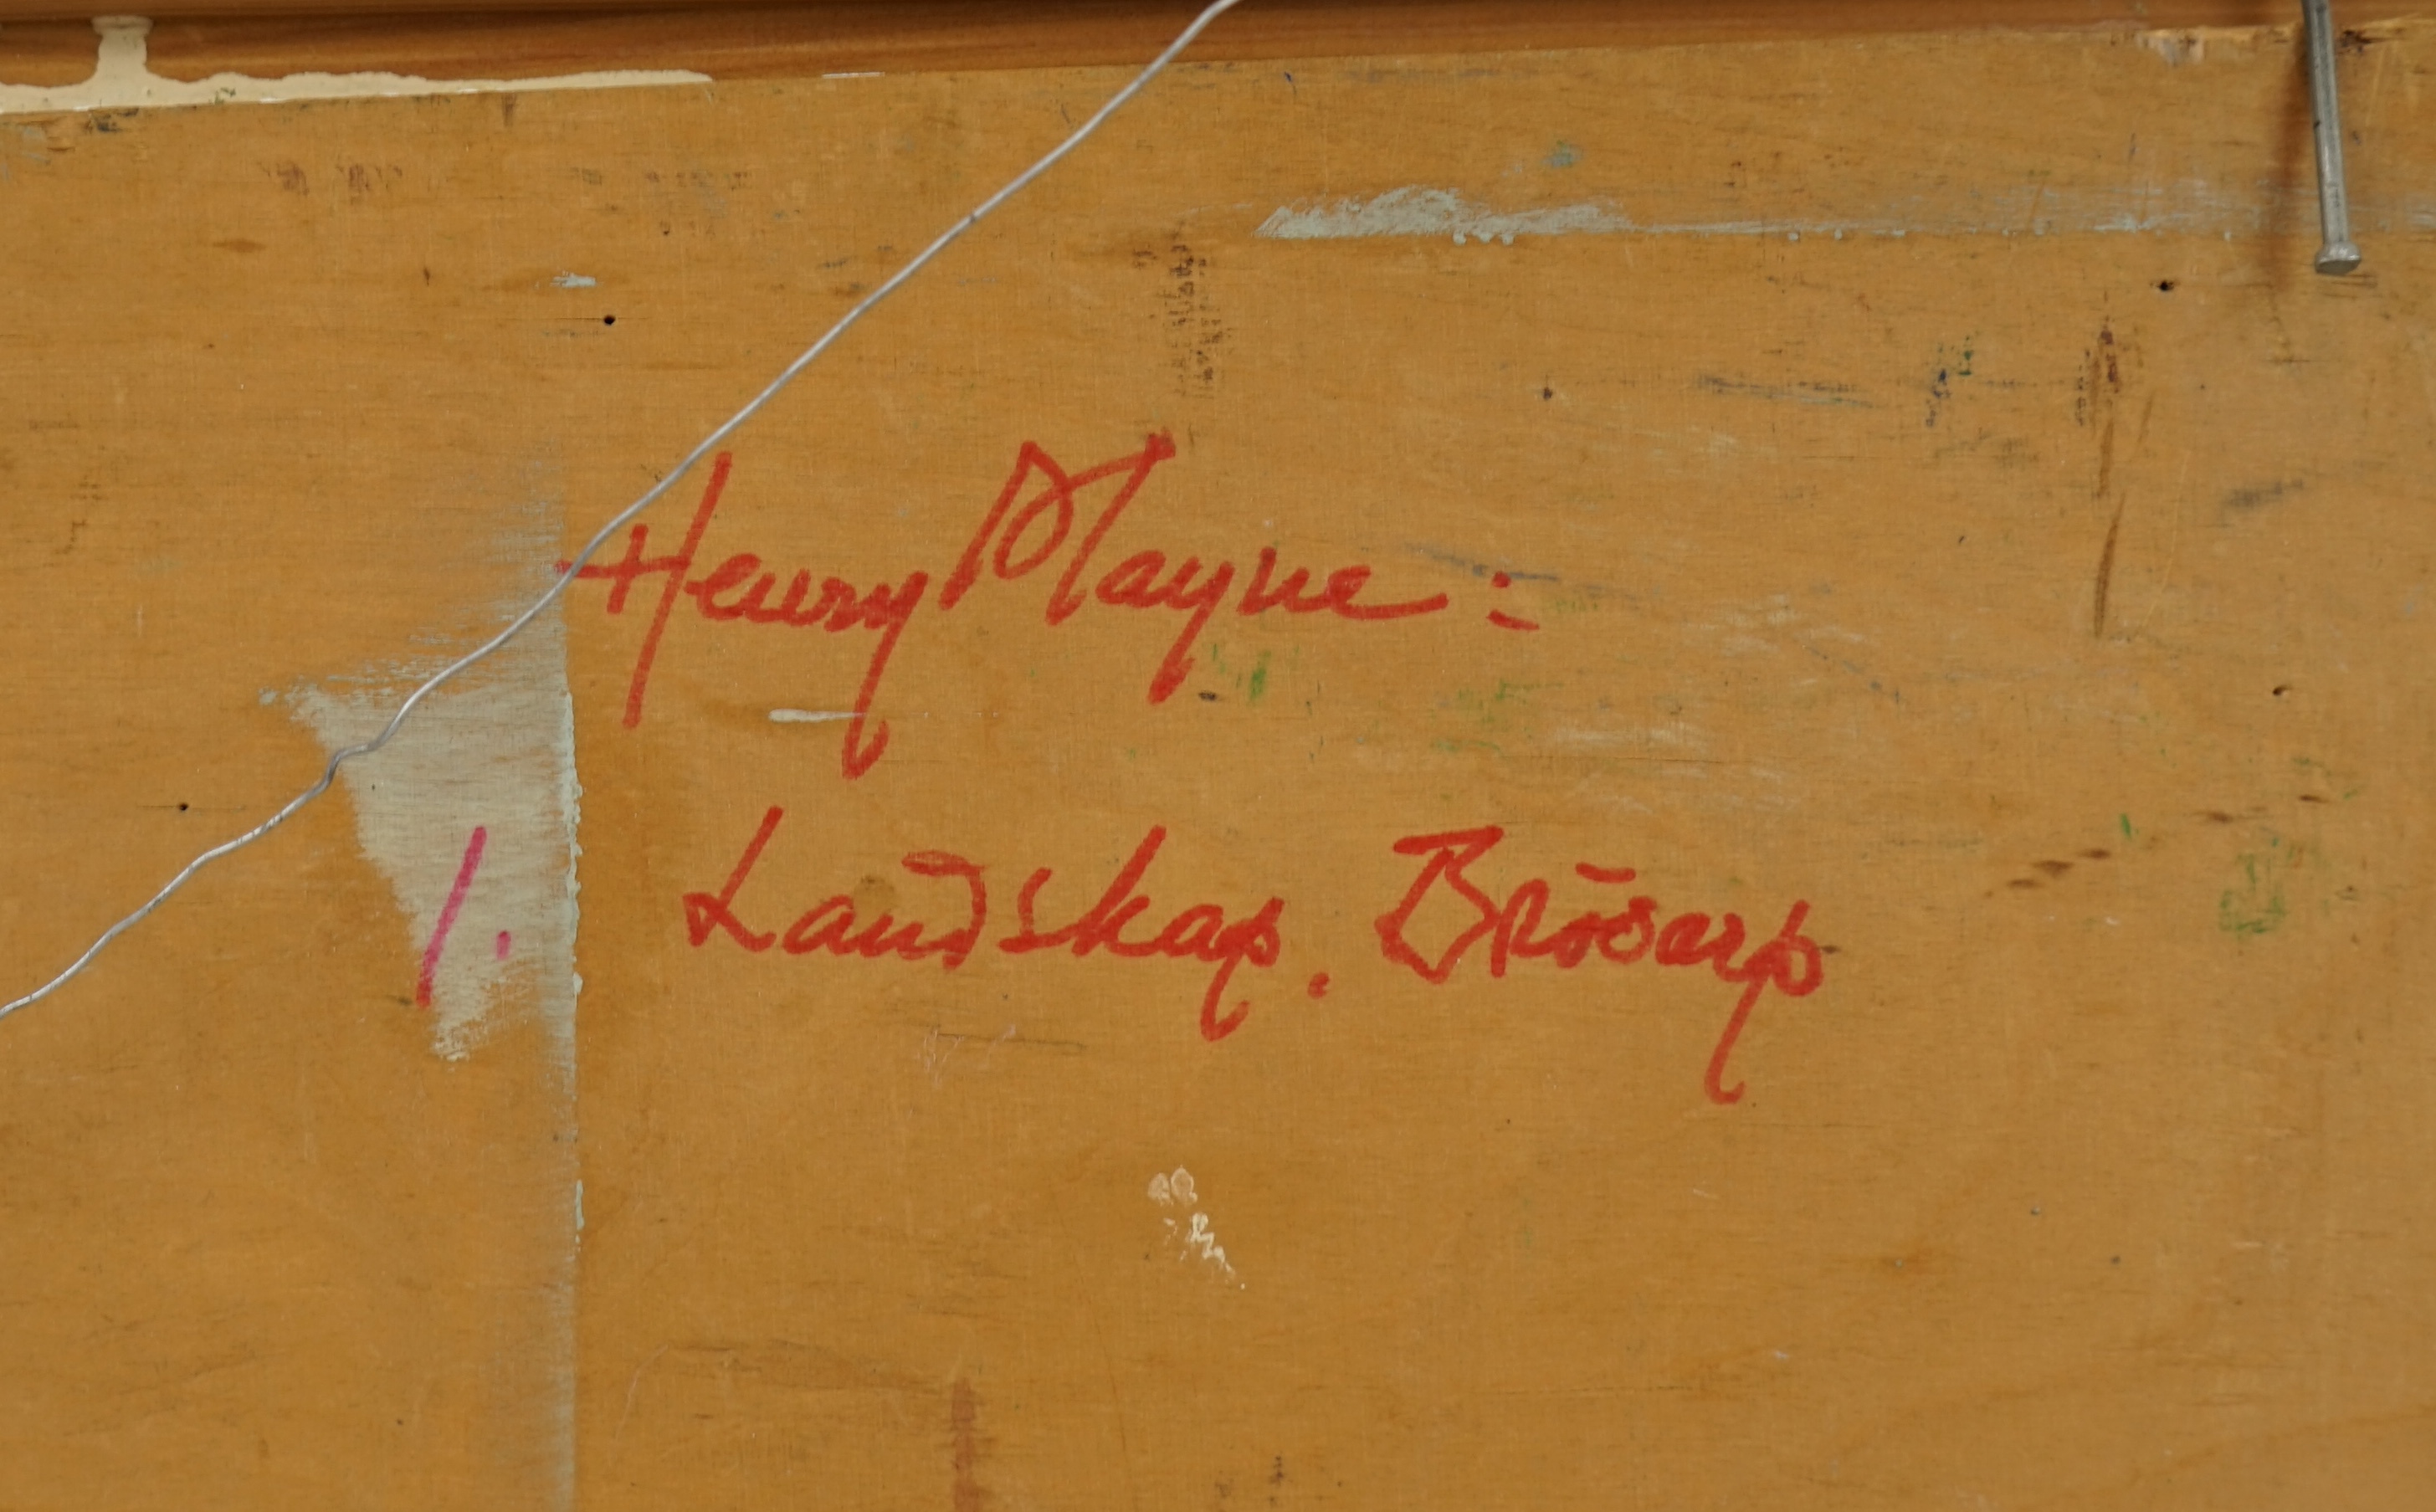 Henry Mayne:
1. Landskap. Brösarp